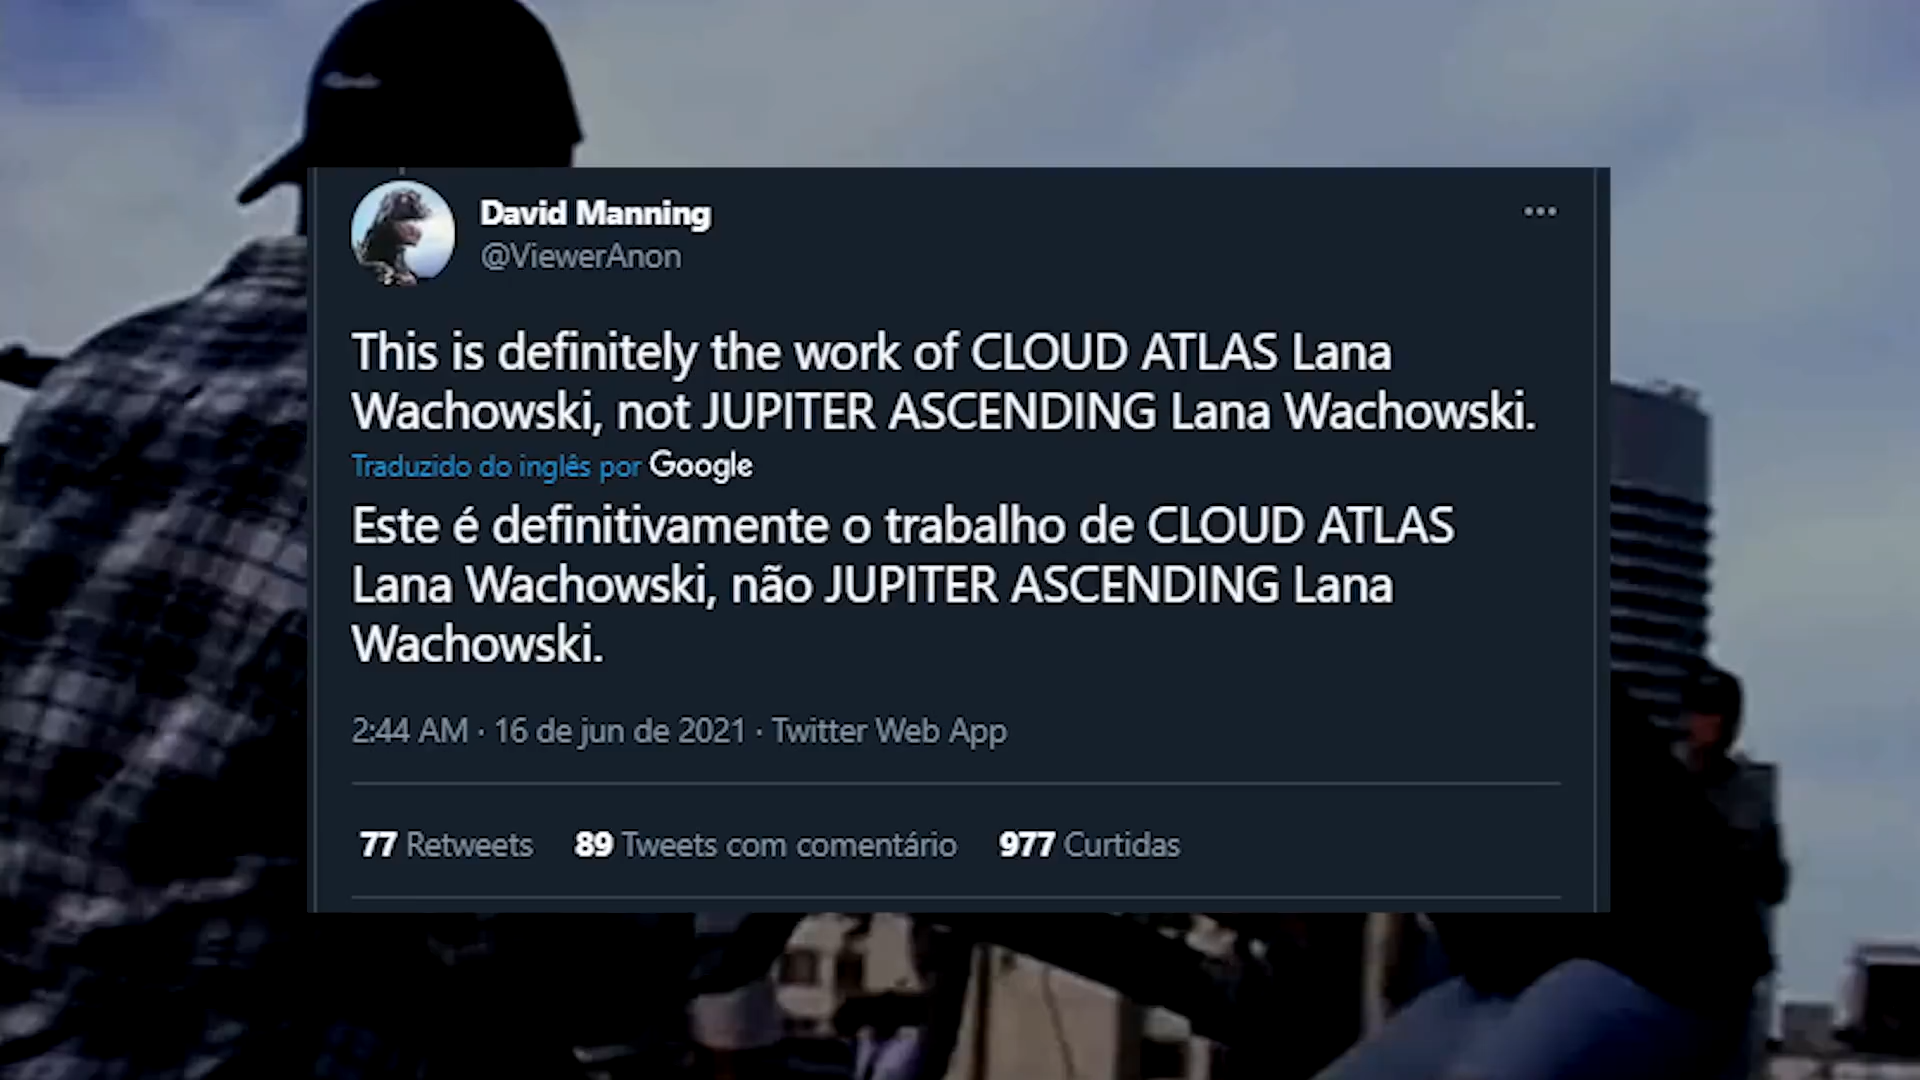 David Manning
@ViewerAnon
This is definitely the work of CLOUD ATLAS Lana
Wachowski, not JUPITER ASCENDING Lana Wachowski.
Traduzido do inglês por Google
Este é definitivamente o trabalho de CLOUD ATLAS
Lana Wachowski, não JUPITER ASCENDING Lana
Wachowski.
2:44 AM · 16 de jun de 2021 · Twitter Web App
77 Retweets 89 Tweets com comentário 977 Curtidas